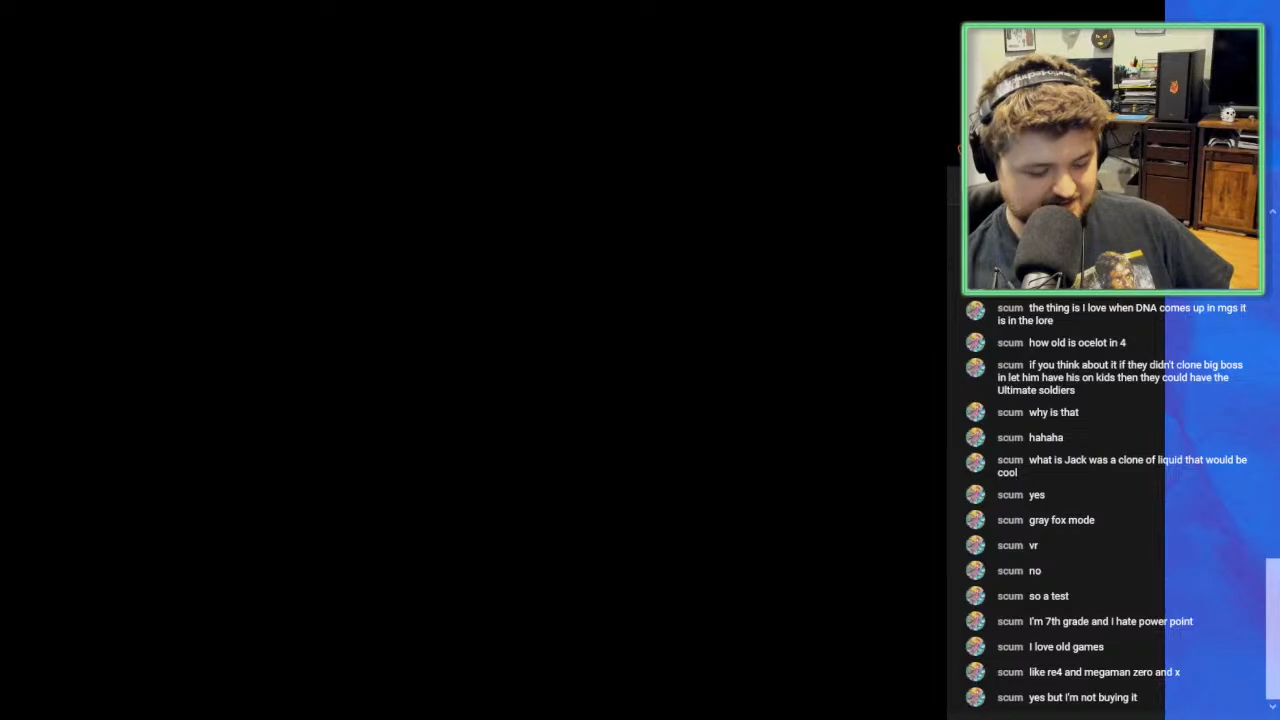 scum the thing is I love when DNA comes up in mgs it
is in the lore
scum how old is ocelot in 4
scum if you think about it if they didn't clone big boss
in let him have his on kids then they could have the
Ultimate soldiers
scum why is that
scum hahaha
scum what is Jack was a clone of liquid that would be
cool
scum yes
scum gray fox mode
scum vr
scum no
scum so a test
scum I'm 7th grade and I hate power point
scum I love old games
scum like re4 and megaman zero and x
scum yes but I'm not buying it